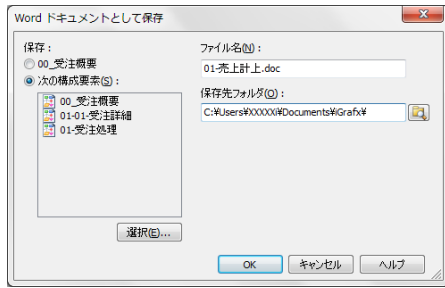 Word ドキュメントとして保存
保存：
00_受注概要
次の構成要素(S)：
00_受注概要
01-01-受注詳細
01-受注処理
選択(E)...
ファイル名(N)：
01-売上計上.doc
保存先フォルダ(O)：
C:¥Users¥XXXXXi¥Documents¥iGrafx¥
OK
キャンセル
ヘルプ